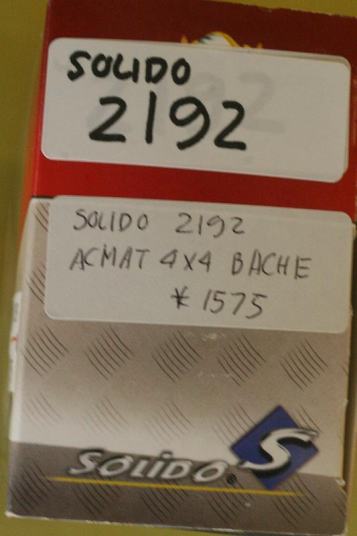 SOLIDO
2192
SOLIDO 2192
ACMAT 4x4 BACHE
¥ 1575
SOLIDO